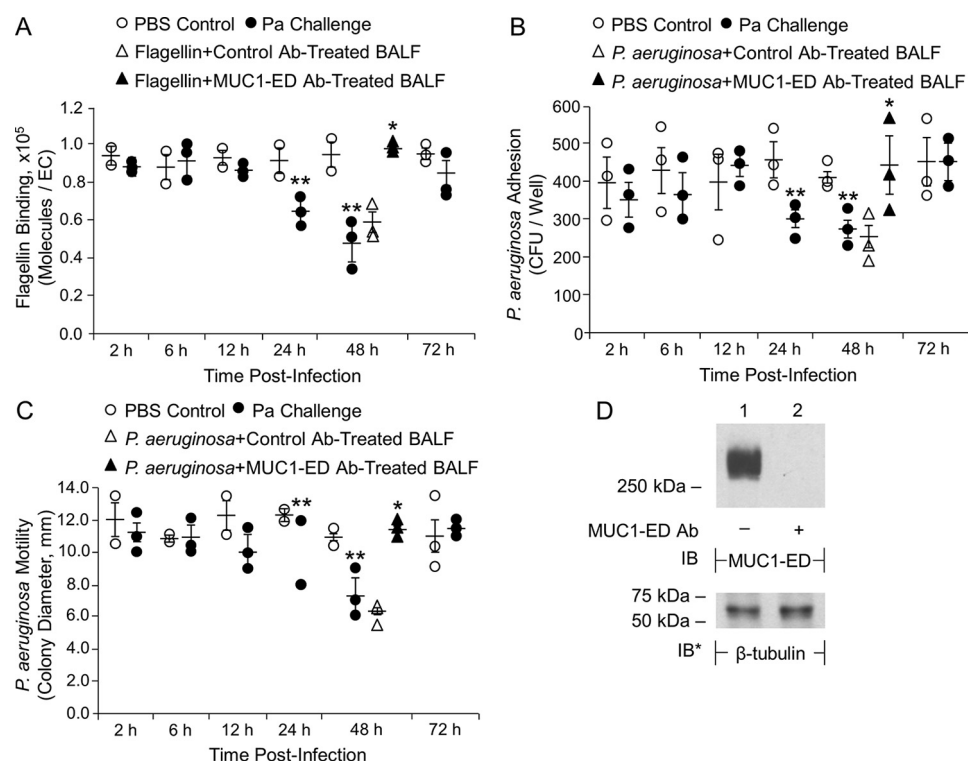 A
○ PBS Control ● Pa Challenge
△ Flagellin+Control Ab-Treated BALF
▲ Flagellin+MUC1-ED Ab-Treated BALF
Flagellin Binding, x10⁵
(Molecules / EC)
1.2
1.0
0.8
0.6
0.4
0.2
0.0
**
**
*
2 h 6 h 12 h 24 h 48 h 72 h
Time Post-Infection
B
○ PBS Control ● Pa Challenge
△ P. aeruginosa+Control Ab-Treated BALF
▲ P. aeruginosa+MUC1-ED Ab-Treated BALF
P. aeruginosa Adhesion
(CFU / Well)
600
500
400
300
200
100
0
**
**
*
2 h 6 h 12 h 24 h 48 h 72 h
Time Post-Infection
C
○ PBS Control ● Pa Challenge
△ P. aeruginosa+Control Ab-Treated BALF
▲ P. aeruginosa+MUC1-ED Ab-Treated BALF
P. aeruginosa Motility
(Colony Diameter, mm)
14.0
12.0
10.0
8.0
6.0
4.0
2.0
0.0
**
**
*
2 h 6 h 12 h 24 h 48 h 72 h
Time Post-Infection
D
1 2
250 kDa –
MUC1-ED Ab – +
IB MUC1-ED
75 kDa –
50 kDa –
IB* β-tubulin